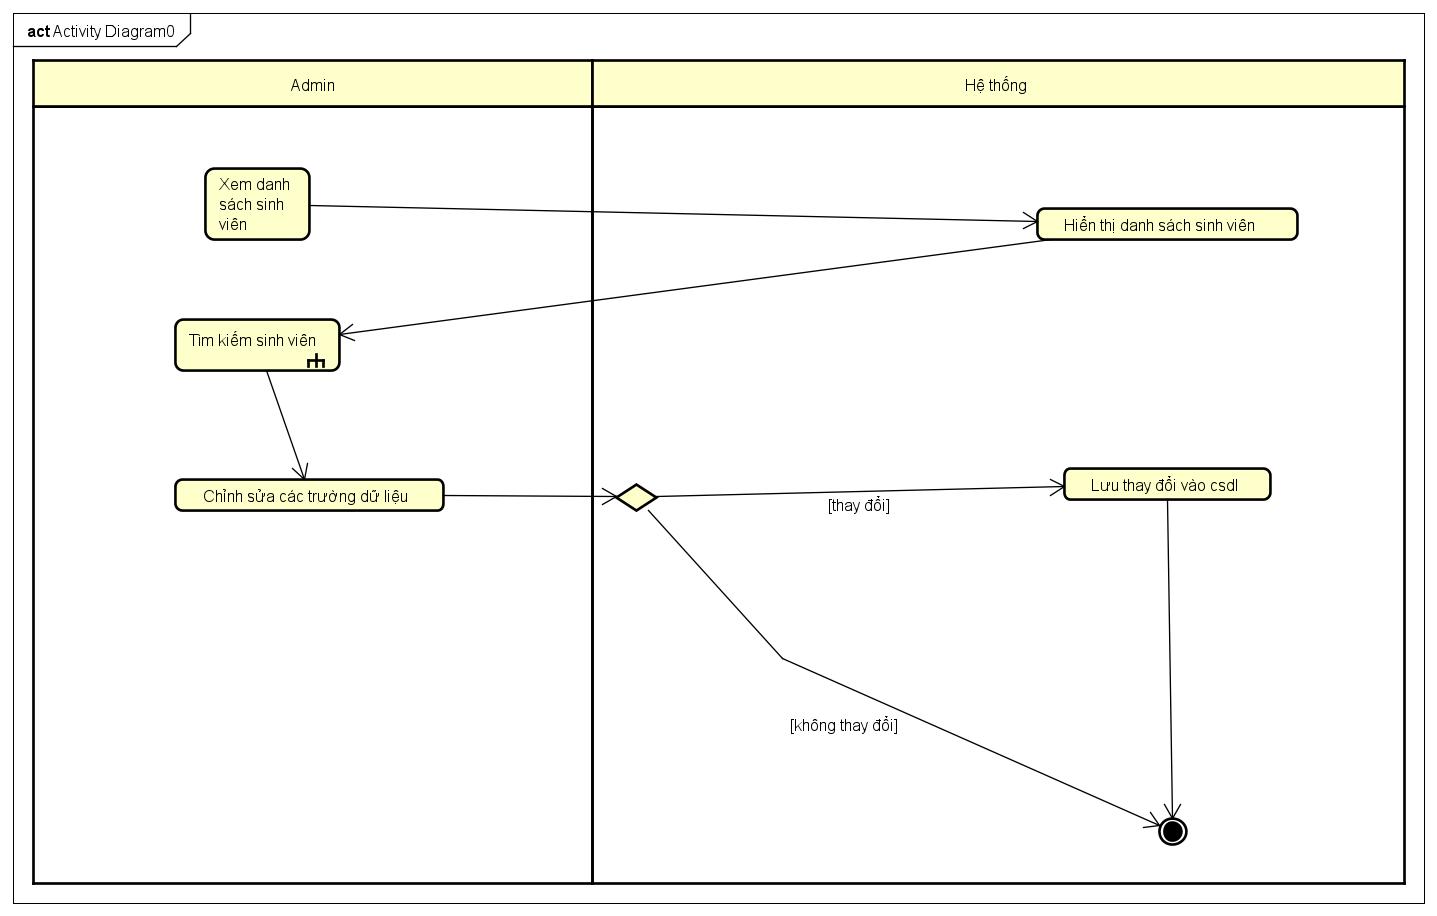 act Activity Diagram0
Admin
Hệ thống
Xem danh
sách sinh
viên
Hiển thị danh sách sinh viên
Tìm kiếm sinh viên
Chỉnh sửa các trường dữ liệu
[thay đổi]
Lưu thay đổi vào csdl
[không thay đổi]